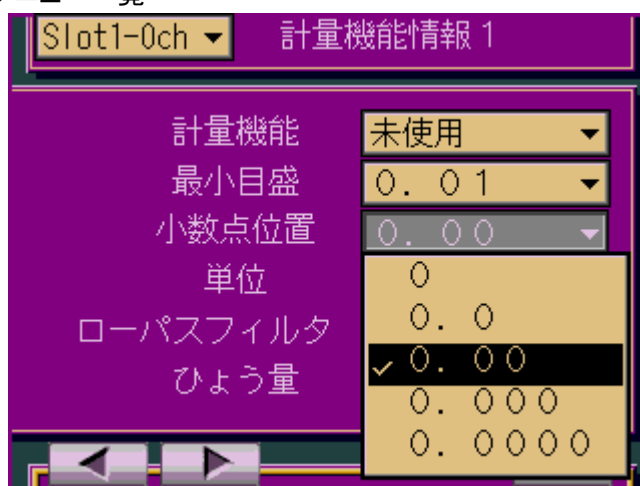 Slot1-0ch
計量機能情報 1
計量機能
未使用
最小目盛
0. 01
小数点位置
0. 00
単位
0
0. 0
ローパスフィルタ
0. 00
ひょう量
0. 000
0. 0000